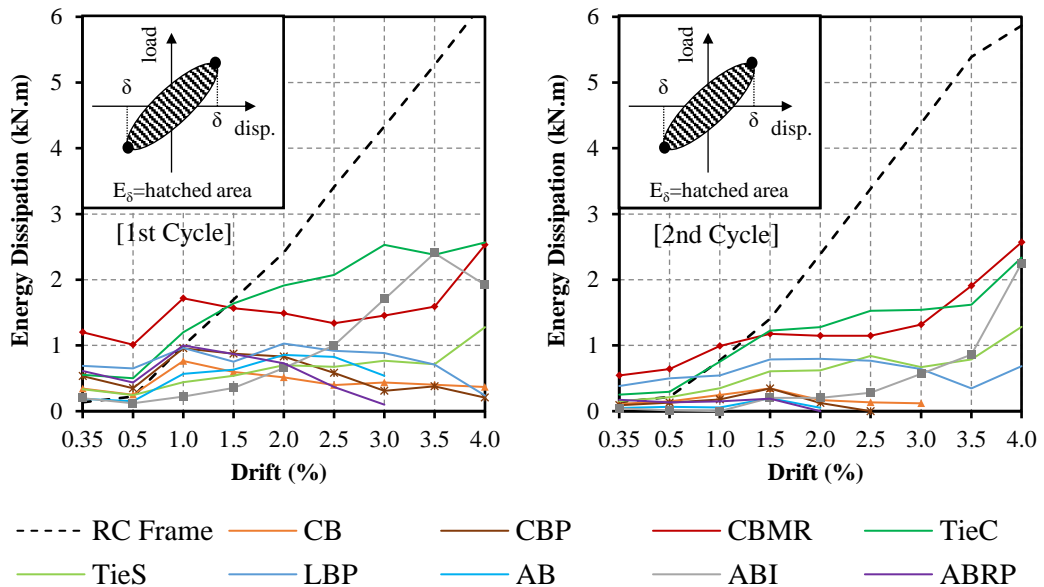 Energy Dissipation (kN.m)
6
5
4
3
2
1
0
load
δ
δ
disp.
Eδ=hatched area
[1st Cycle]
0.35 0.5 1.0 1.5 2.0 2.5 3.0 3.5 4.0
Drift (%)
Energy Dissipation (kN.m)
6
5
4
3
2
1
0
load
δ
δ
disp.
Eδ=hatched area
[2nd Cycle]
0.35 0.5 1.0 1.5 2.0 2.5 3.0 3.5 4.0
Drift (%)
RC Frame CB CBP CBMR TieC
TieS LBP AB ABI ABRP